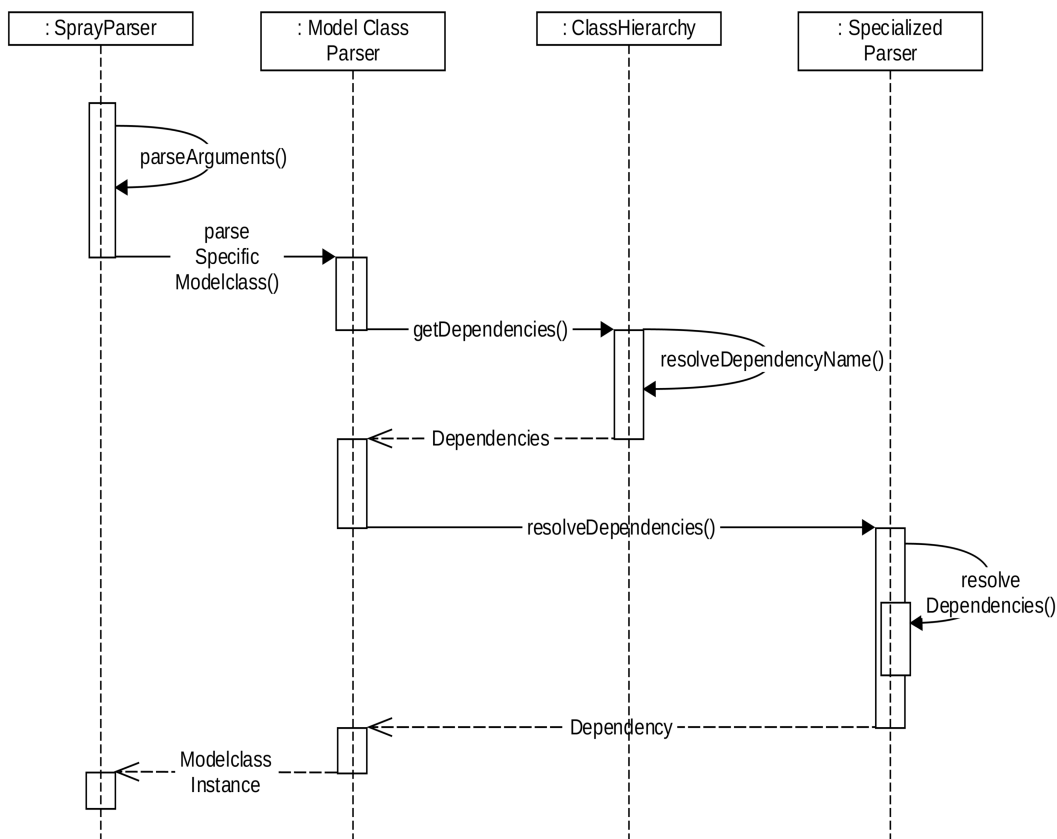 : SprayParser
: Model Class
Parser
: ClassHierarchy
: Specialized
Parser
parseArguments()
parse
Specific
Modelclass()
getDependencies()
resolveDependencyName()
Dependencies
resolveDependencies()
resolve
Dependencies()
Dependency
Modelclass
Instance